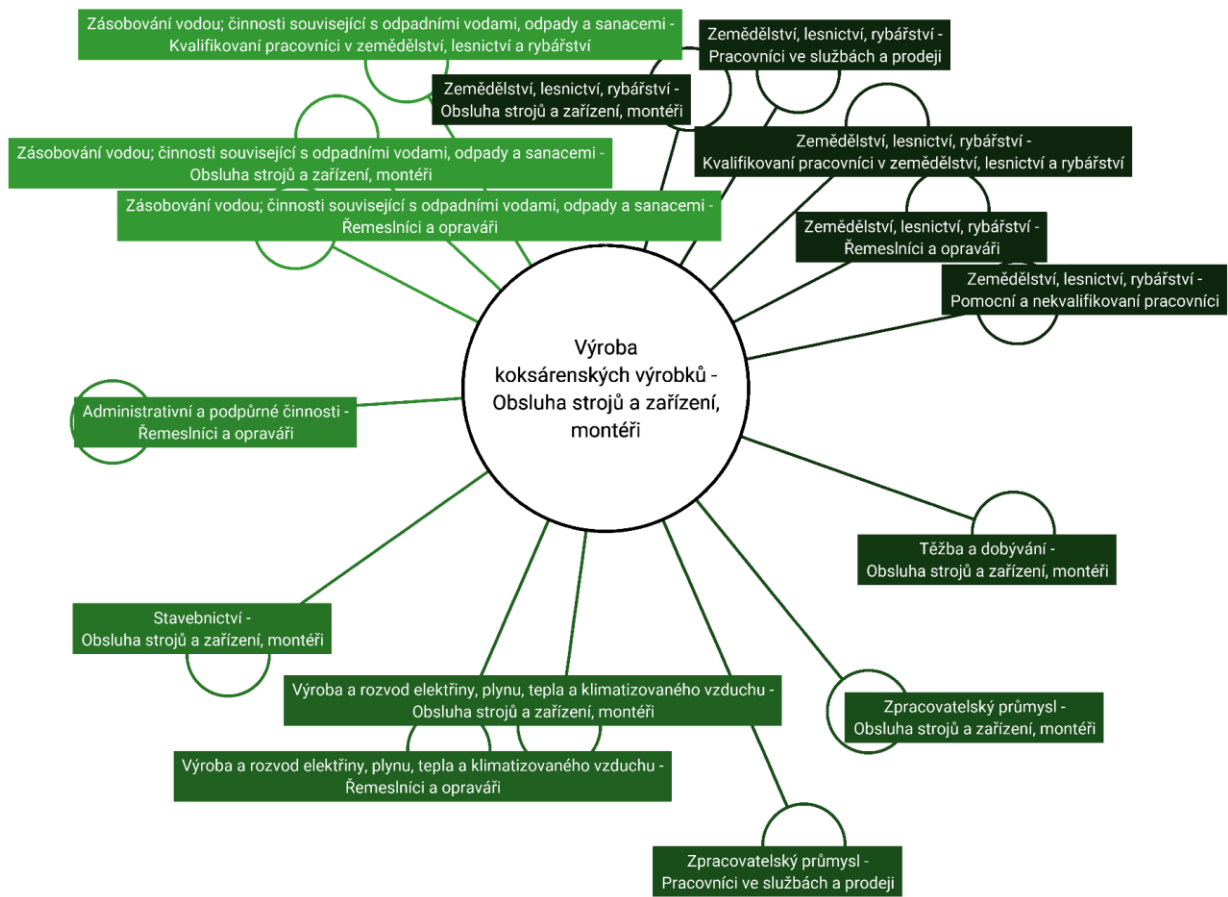 Zásobování vodou; činnosti související s odpadními vodami, odpady a sanacemi -
Kvalifikovaní pracovníci v zemědělství, lesnictví a rybářství
Zemědělství, lesnictví, rybářství -
Pracovníci ve službách a prodeji
Zemědělství, lesnictví, rybářství -
Obsluha strojů a zařízení, montéři
Zemědělství, lesnictví, rybářství -
Kvalifikovaní pracovníci v zemědělství, lesnictví a rybářství
Zásobování vodou; činnosti související s odpadními vodami, odpady a sanacemi -
Obsluha strojů a zařízení, montéři
Zásobování vodou; činnosti související s odpadními vodami, odpady a sanacemi -
Řemeslníci a opraváři
Zemědělství, lesnictví, rybářství -
Řemeslníci a opraváři
Zemědělství, lesnictví, rybářství -
Pomocní a nekvalifikovaní pracovníci
Výroba
koksárenských výrobků -
Obsluha strojů a zařízení,
montéři
Administrativní a podpůrné činnosti -
Řemeslníci a opraváři
Těžba a dobývání -
Obsluha strojů a zařízení, montéři
Stavebnictví -
Obsluha strojů a zařízení, montéři
Výroba a rozvod elektřiny, plynu, tepla a klimatizovaného vzduchu -
Obsluha strojů a zařízení, montéři
Zpracovatelský průmysl -
Obsluha strojů a zařízení, montéři
Výroba a rozvod elektřiny, plynu, tepla a klimatizovaného vzduchu -
Řemeslníci a opraváři
Zpracovatelský průmysl -
Pracovníci ve službách a prodeji